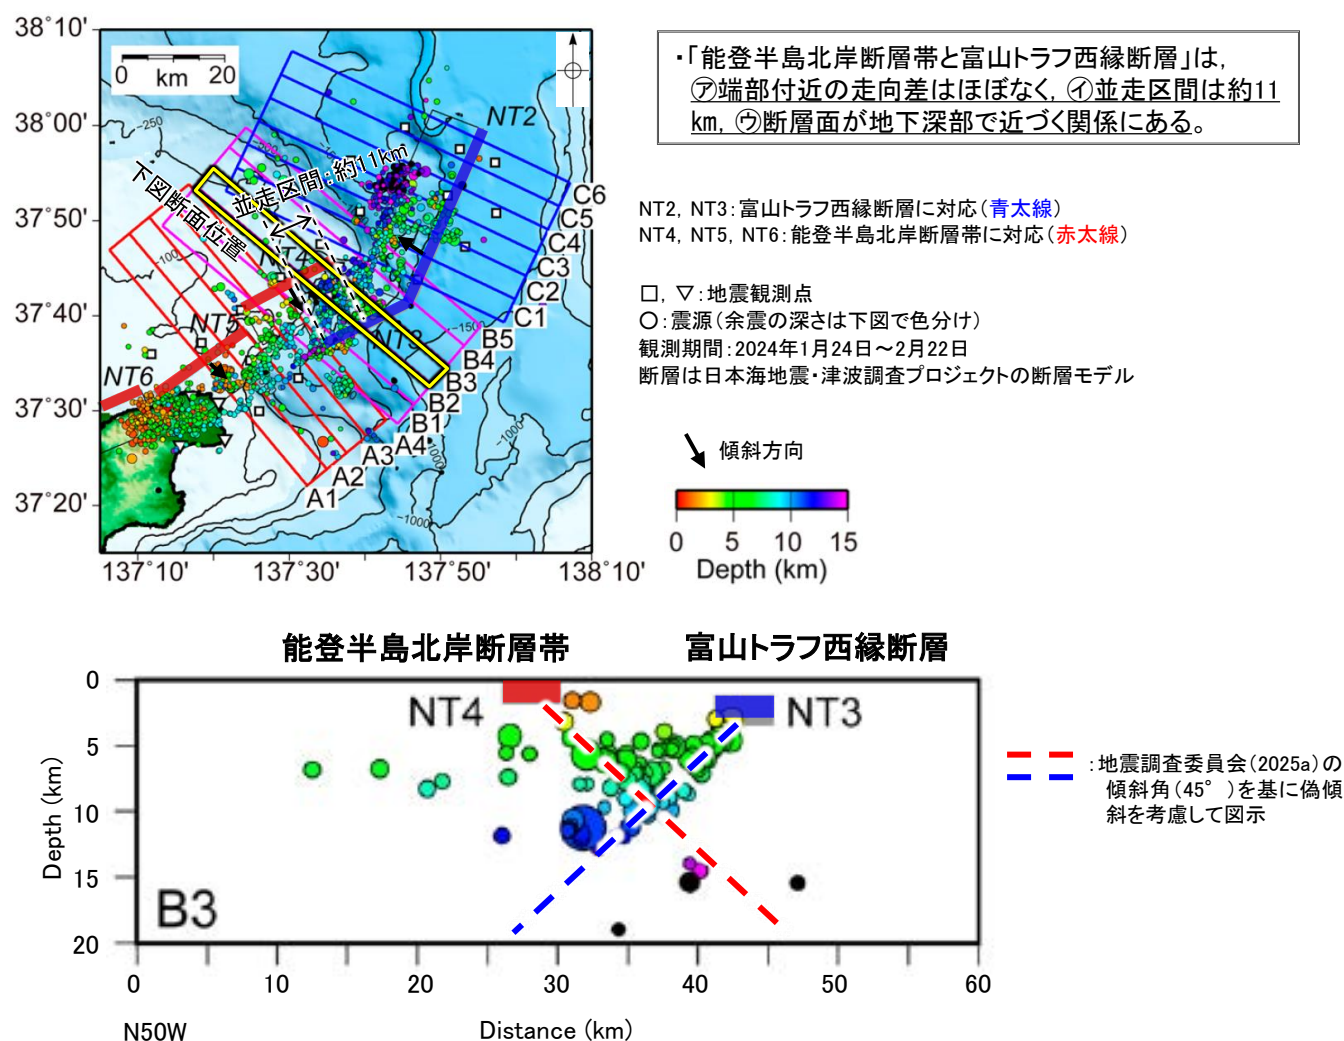 38°10'
38°00'
37°50'
37°40'
37°30'
37°20'
137°10'
137°30'
137°50'
138°10'
0
20
km
-250
-200
-100
-1500
-1000
-1000
-1000
NT2
NT3
NT4
NT5
NT6
並走区間:約11km
下図断面位置
C6
C5
C4
C3
C2
C1
B5
B4
B3
B2
B1
A4
A3
A2
A1
・「能登半島北岸断層帯と富山トラフ西縁断層」は,
㋐端部付近の走向差はほぼなく, ㋑並走区間は約11
km, ㋒断層面が地下深部で近づく関係にある。
NT2, NT3:富山トラフ西縁断層に対応(青太線)
NT4, NT5, NT6:能登半島北岸断層帯に対応(赤太線)
□, ▽:地震観測点
○:震源(余震の深さは下図で色分け)
観測期間:2024年1月24日~2月22日
断層は日本海地震・津波調査プロジェクトの断層モデル
傾斜方向
0 5 10 15
Depth (km)
能登半島北岸断層帯 富山トラフ西縁断層
NT4
NT3
0
5
10
15
20
Depth (km)
B3
0 10 20 30 40 50 60
N50W
Distance (km)
:地震調査委員会(2025a)の
傾斜角(45°)を基に偽傾
斜を考慮して図示